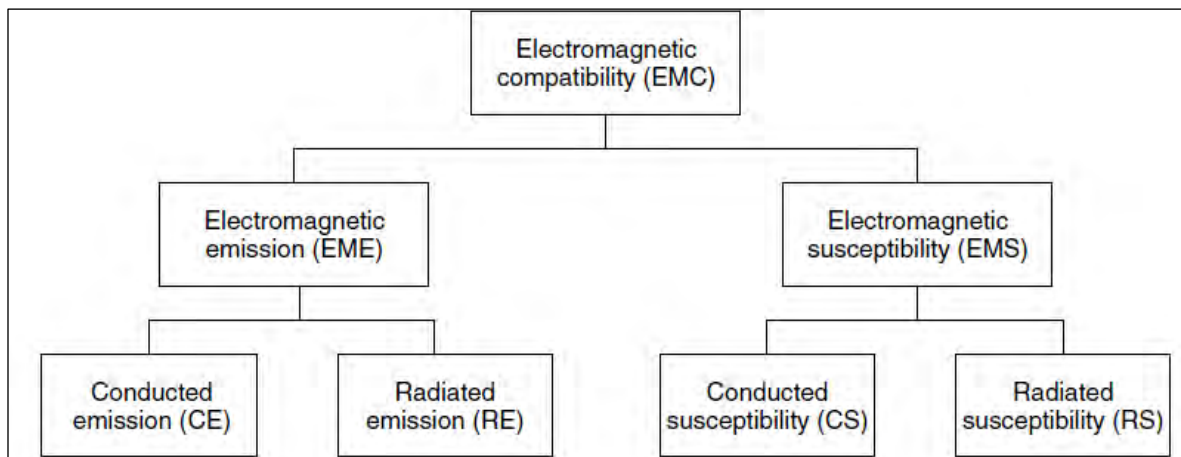 Electromagnetic
compatibility (EMC)
Electromagnetic
emission (EME)
Electromagnetic
susceptibility (EMS)
Conducted
emission (CE)
Radiated
emission (RE)
Conducted
susceptibility (CS)
Radiated
susceptibility (RS)